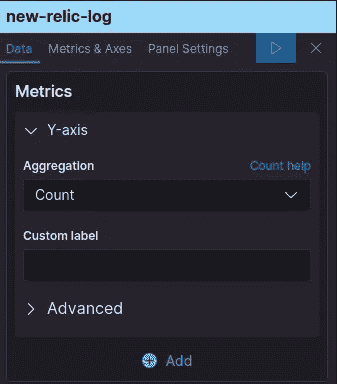 new-relic-log
Data Metrics & Axes Panel Settings
Metrics
Y-axis
Aggregation Count help
Count
Custom label
Advanced
Add